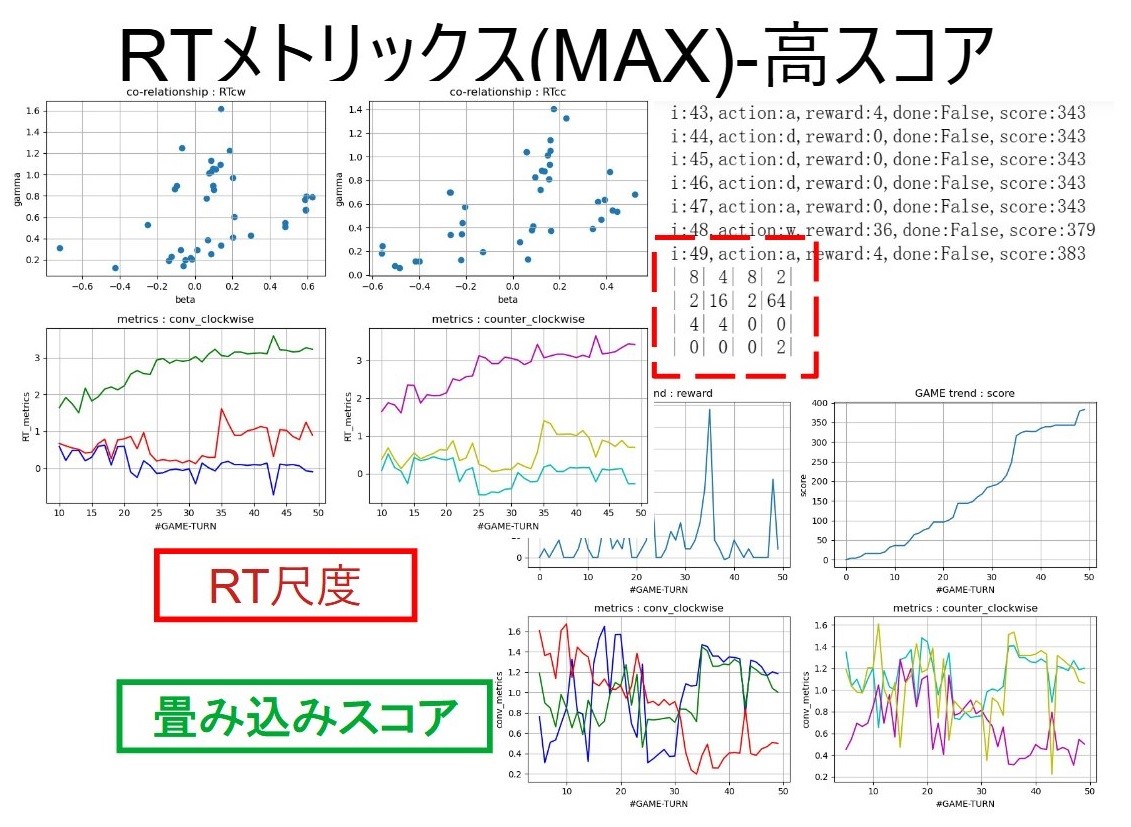 RTメトリックス(MAX)-高スコア
co-relationship : RTcw
1.6
1.4
1.2
1.0
0.8
0.6
0.4
0.2
gamma
−0.6 −0.4 −0.2 0.0 0.2 0.4 0.6
beta
co-relationship : RTcc
1.4
1.2
1.0
0.8
0.6
0.4
0.2
0.0
gamma
−0.6 −0.4 −0.2 0.0 0.2 0.4
beta
i:43,action:a,reward:4,done:False,score:343
i:44,action:d,reward:0,done:False,score:343
i:45,action:d,reward:0,done:False,score:343
i:46,action:d,reward:0,done:False,score:343
i:47,action:a,reward:0,done:False,score:343
i:48,action:w,reward:36,done:False,score:379
i:49,action:a,reward:4,done:False,score:383
| 8| 4| 8| 2|
| 2|16| 2|64|
| 4| 4| 0| 0|
| 0| 0| 0| 2|
metrics : conv_clockwise
3
2
1
0
RT_metrics
10 15 20 25 30 35 40 45 50
#GAME-TURN
metrics : counter_clockwise
3
2
1
0
RT_metrics
10 15 20 25 30 35 40 45 50
#GAME-TURN
nd : reward
0
0 10 20 30 40 50
#GAME-TURN
GAME trend : score
400
350
300
250
200
150
100
50
0
score
0 10 20 30 40 50
#GAME-TURN
RT尺度
畳み込みスコア
metrics : conv_clockwise
1.6
1.4
1.2
1.0
0.8
0.6
0.4
0.2
conv_metrics
10 20 30 40 50
#GAME-TURN
metrics : counter_clockwise
1.6
1.4
1.2
1.0
0.8
0.6
0.4
0.2
conv_metrics
10 20 30 40 50
#GAME-TURN